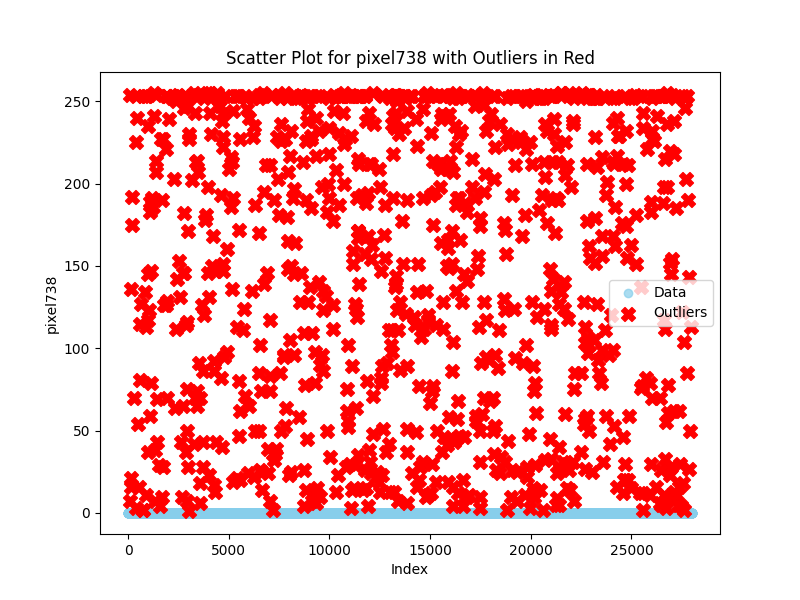 Scatter Plot for pixel738 with Outliers in Red
250
200
150
100
50
0
pixel738
Data
Outliers
0 5000 10000 15000 20000 25000
Index